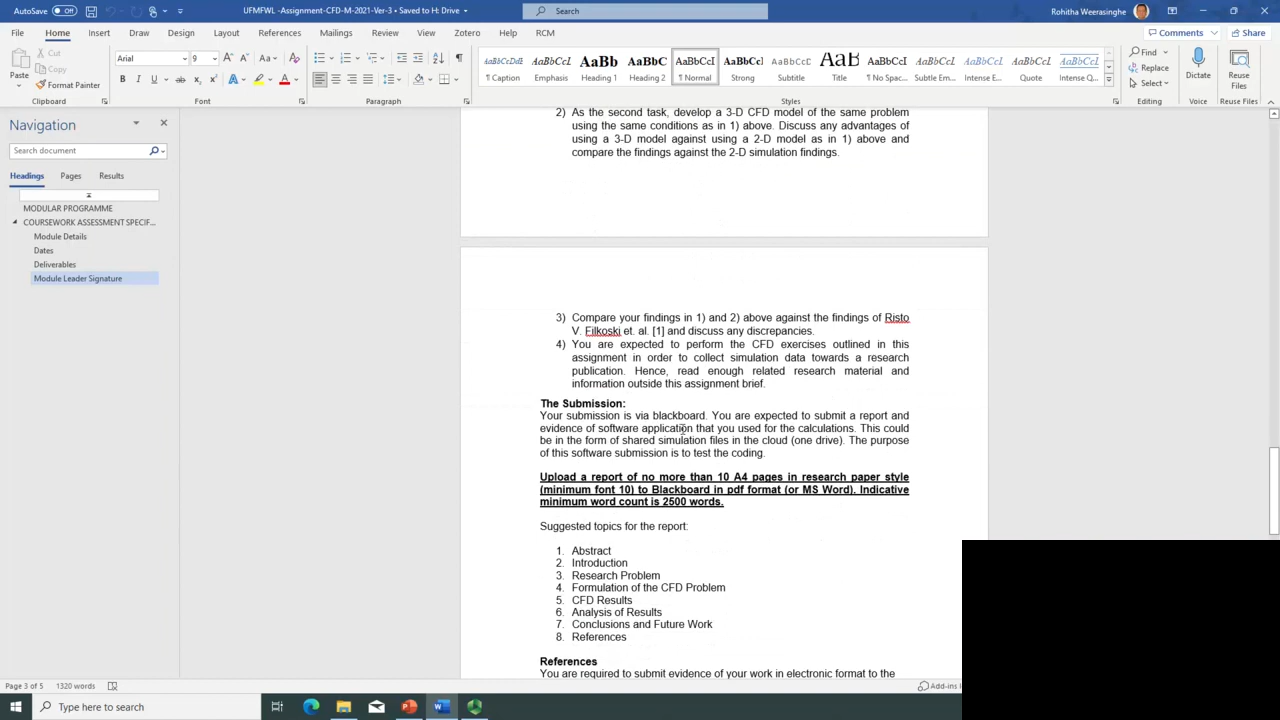 AutoSave Off UFMFWL -Assignment-CFD-M-2021-Ver-3 • Saved to H: Drive Search Rohitha Weerasinghe
File Home Insert Draw Design Layout References Mailings Review View Zotero Help RCM Comments Share
Paste Cut Copy Format Painter Clipboard
Arial 9 Font
Paragraph
AaBbCcDdE ¶ Caption AaBbCcL Emphasis AaBb Heading 1 AaBbC Heading 2 AaBbCcI ¶ Normal AaBbCc Strong AaBbCcD Subtitle AaB Title AaBbCcI ¶ No Spac... AaBbCcL Subtle Em... AaBbCcL Intense E... AaBbCcI Quote AaBbCcL Intense Q...
Styles
Find Replace Select Editing
Dictate Voice
Reuse Files Reuse Files
Navigation
Search document
Headings Pages Results
MODULAR PROGRAMME
COURSEWORK ASSESSMENT SPECIF...
Module Details
Dates
Deliverables
Module Leader Signature
2) As the second task, develop a 3-D CFD model of the same problem
using the same conditions as in 1) above. Discuss any advantages of
using a 3-D model against using a 2-D model as in 1) above and
compare the findings against the 2-D simulation findings.
3) Compare your findings in 1) and 2) above against the findings of Risto
V. Filkoski et. al. [1] and discuss any discrepancies.
4) You are expected to perform the CFD exercises outlined in this
assignment in order to collect simulation data towards a research
publication. Hence, read enough related research material and
information outside this assignment brief.
The Submission:
Your submission is via blackboard. You are expected to submit a report and
evidence of software application that you used for the calculations. This could
be in the form of shared simulation files in the cloud (one drive). The purpose
of this software submission is to test the coding.
Upload a report of no more than 10 A4 pages in research paper style
(minimum font 10) to Blackboard in pdf format (or MS Word). Indicative
minimum word count is 2500 words.
Suggested topics for the report:
1. Abstract
2. Introduction
3. Research Problem
4. Formulation of the CFD Problem
5. CFD Results
6. Analysis of Results
7. Conclusions and Future Work
8. References
References
You are required to submit evidence of your work in electronic format to the
Page 3 of 5 1320 words Add-ins
Type here to search